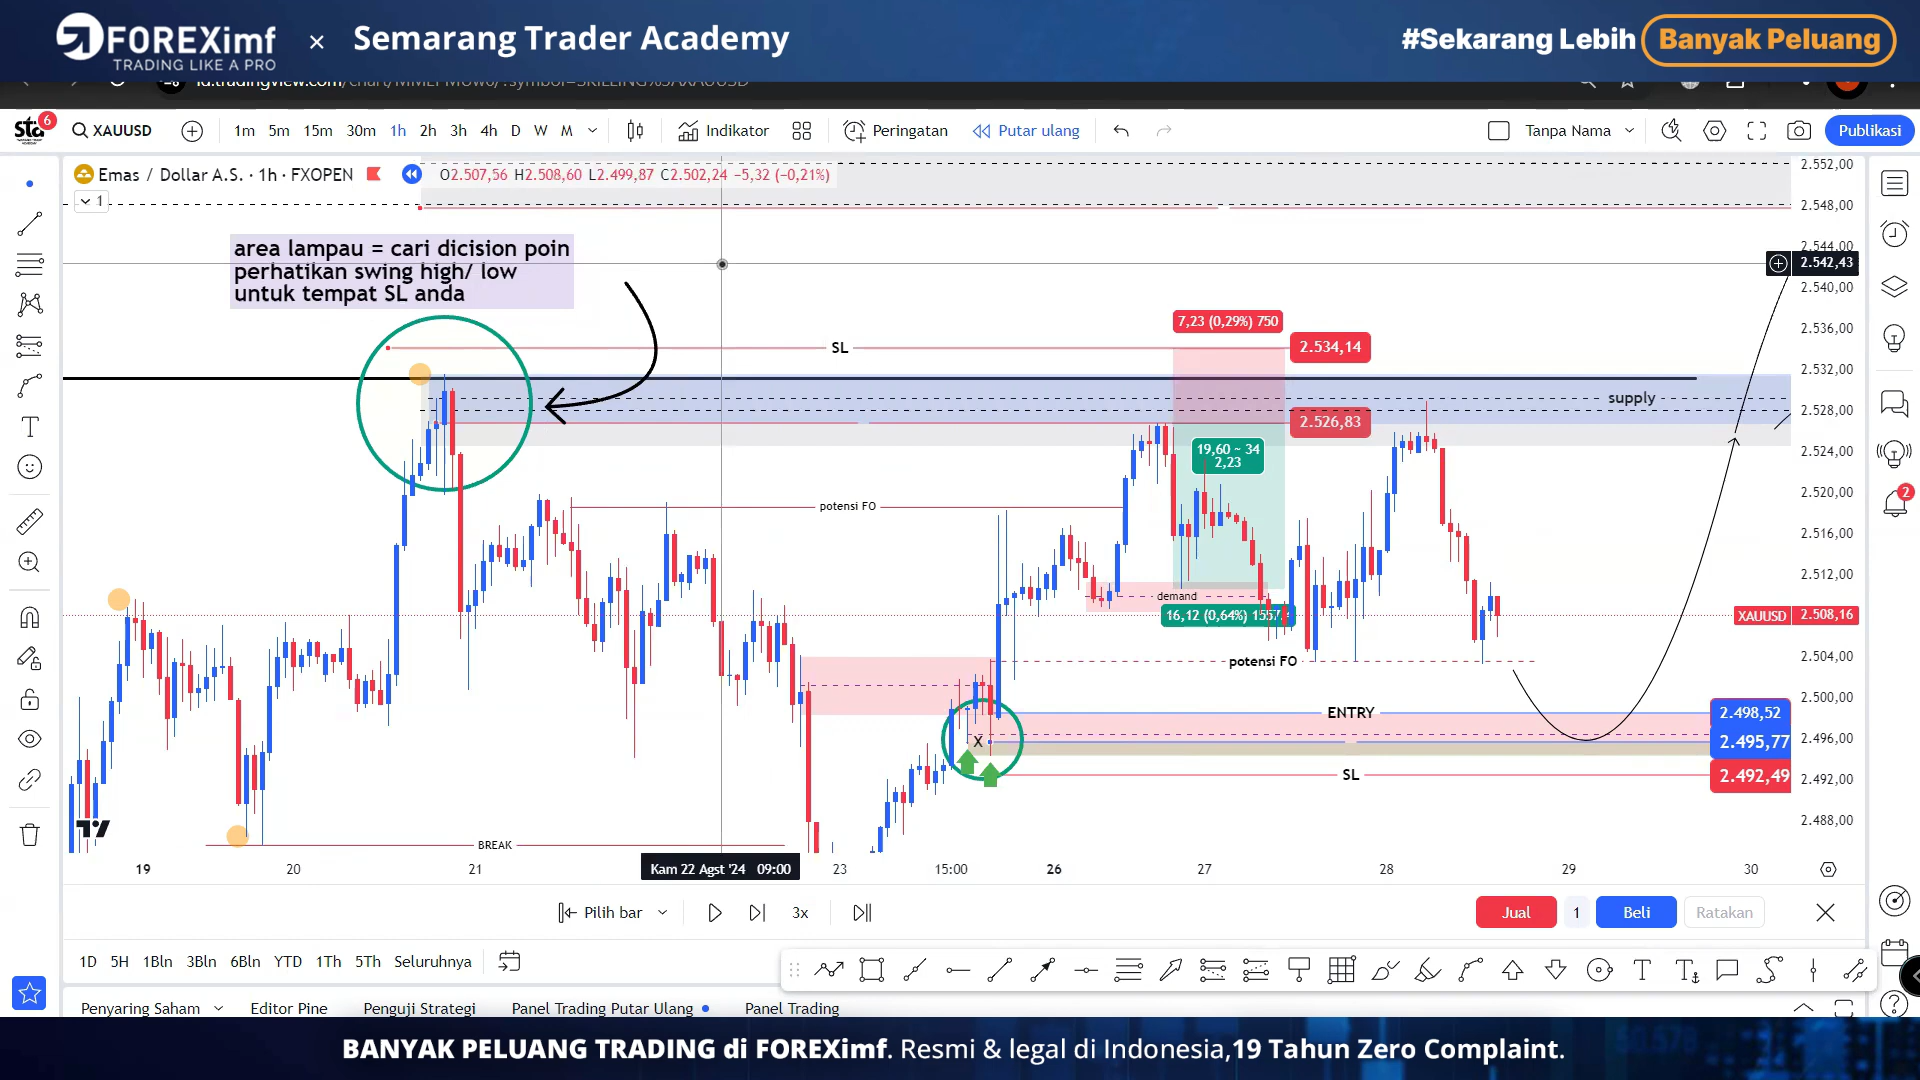 FOREXimf × Semarang Trader Academy
TRADING LIKE A PRO
#Sekarang Lebih Banyak Peluang
sta 6 XAUUSD 1m 5m 15m 30m 1h 2h 3h 4h D W M Indikator Peringatan Putar ulang Tanpa Nama Publikasi
Emas / Dollar A.S. · 1h · FXOPEN O2.507,56 H2.508,60 L2.499,87 C2.502,24 −5,32 (−0,21%)
1
area lampau = cari dicision poin
perhatikan swing high/ low
untuk tempat SL anda
2.552,00
2.548,00
2.544,00
2.542,43
2.540,00
2.536,00
2.532,00
2.528,00
2.524,00
2.520,00
2.516,00
2.512,00
XAUUSD 2.508,16
2.504,00
2.500,00
2.496,00
2.492,00
2.488,00
7,23 (0,29%) 750
SL 2.534,14
supply
2.526,83
19,60 ~ 34
2,23
potensi FO
demand
16,12 (0,64%) 1557
potensi FO
ENTRY 2.498,52
X 2.495,77
SL 2.492,49
BREAK
19 20 21 Kam 22 Agst '24 09:00 23 15:00 26 27 28 29 30
2
Pilih bar 3x Jual 1 Beli Ratakan
1D 5H 1Bln 3Bln 6Bln YTD 1Th 5Th Seluruhnya
Penyaring Saham Editor Pine Penguji Strategi Panel Trading Putar Ulang Panel Trading
BANYAK PELUANG TRADING di FOREXimf. Resmi & legal di Indonesia,19 Tahun Zero Complaint.